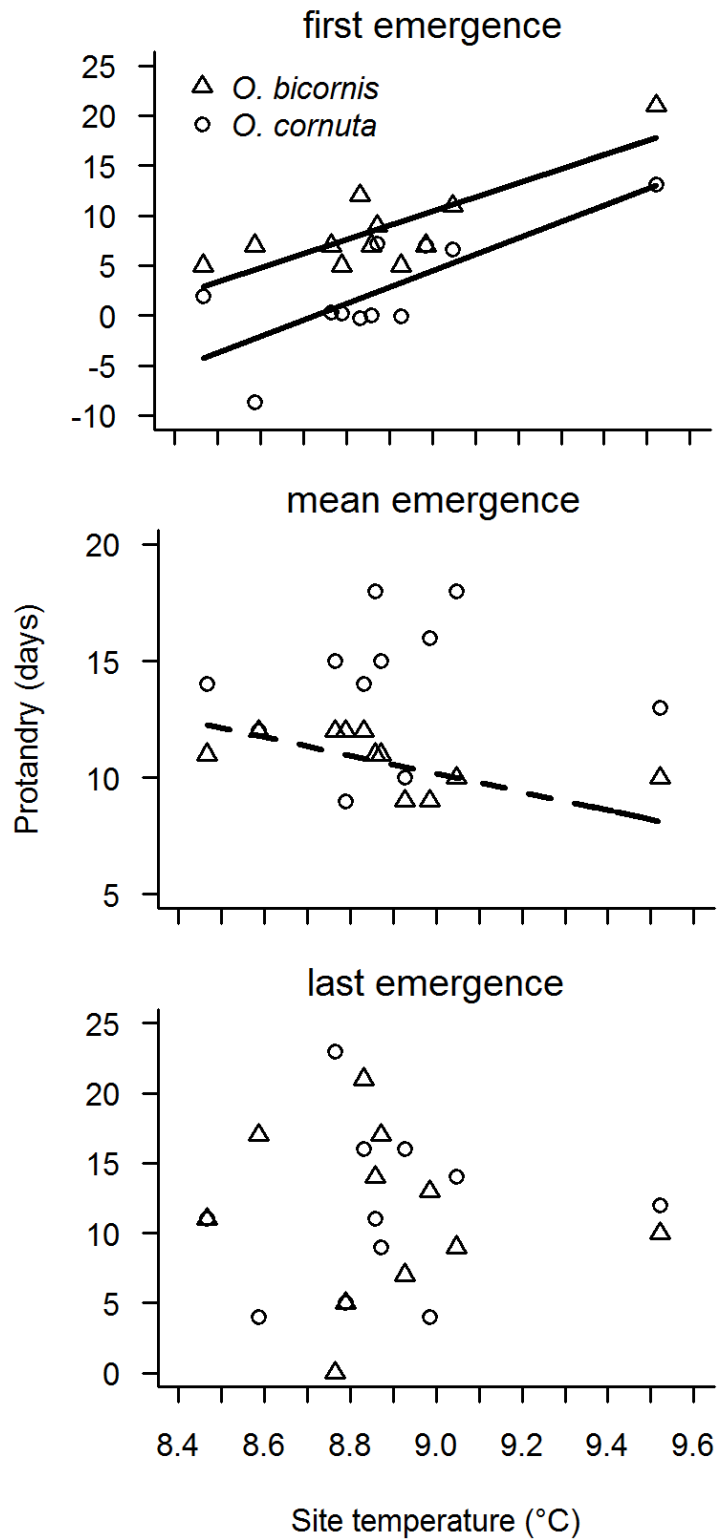 first emergence
25
20
15
10
5
0
-5
-10
O. bicornis
O. cornuta
mean emergence
20
15
10
5
Protandry (days)
last emergence
25
20
15
10
5
0
8.4 8.6 8.8 9.0 9.2 9.4 9.6
Site temperature (°C)